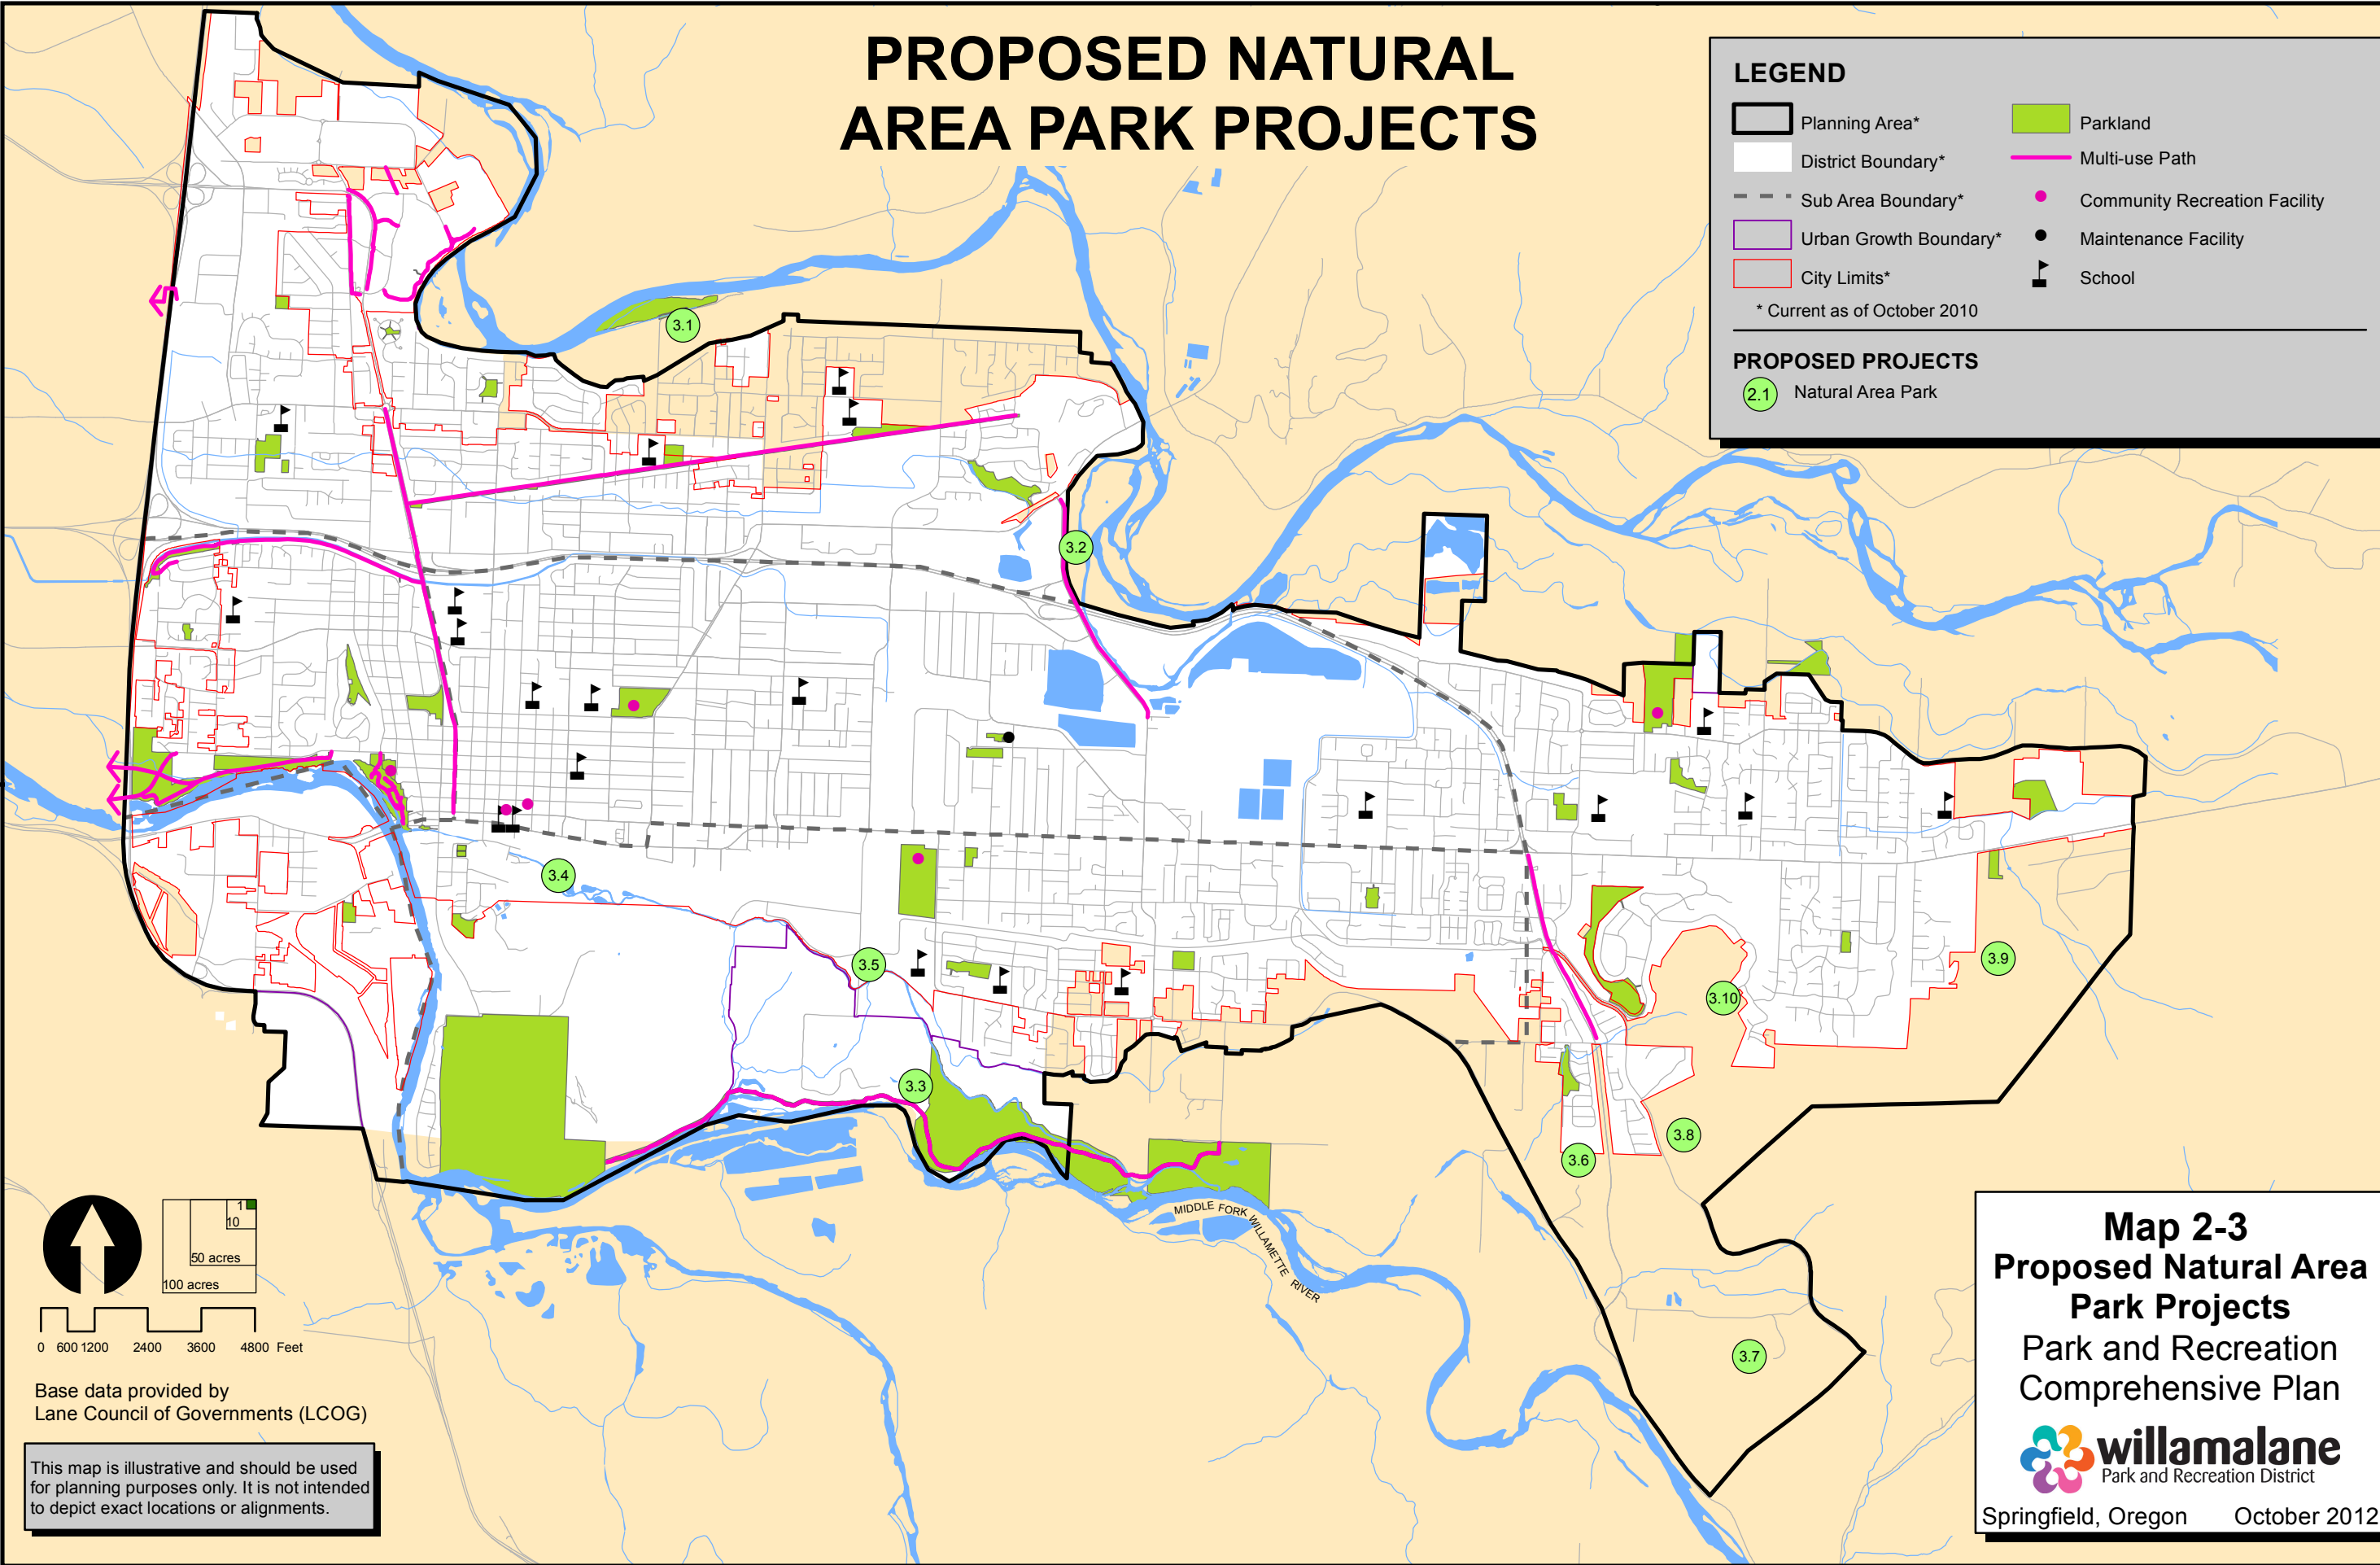 PROPOSED NATURAL
AREA PARK PROJECTS
LEGEND
Planning Area*
District Boundary*
Sub Area Boundary*
Urban Growth Boundary*
City Limits*
Parkland
Multi-use Path
Community Recreation Facility
Maintenance Facility
School
* Current as of October 2010
PROPOSED PROJECTS
2.1 Natural Area Park
3.1
3.2
3.4
3.5
3.9
3.10
3.3
3.8
3.6
3.7
MIDDLE FORK WILLAMETTE RIVER
1
10
50 acres
100 acres
0 600 1200 2400 3600 4800 Feet
Base data provided by
Lane Council of Governments (LCOG)
This map is illustrative and should be used
for planning purposes only. It is not intended
to depict exact locations or alignments.
Map 2-3
Proposed Natural Area
Park Projects
Park and Recreation
Comprehensive Plan
willamalane
Park and Recreation District
Springfield, Oregon October 2012